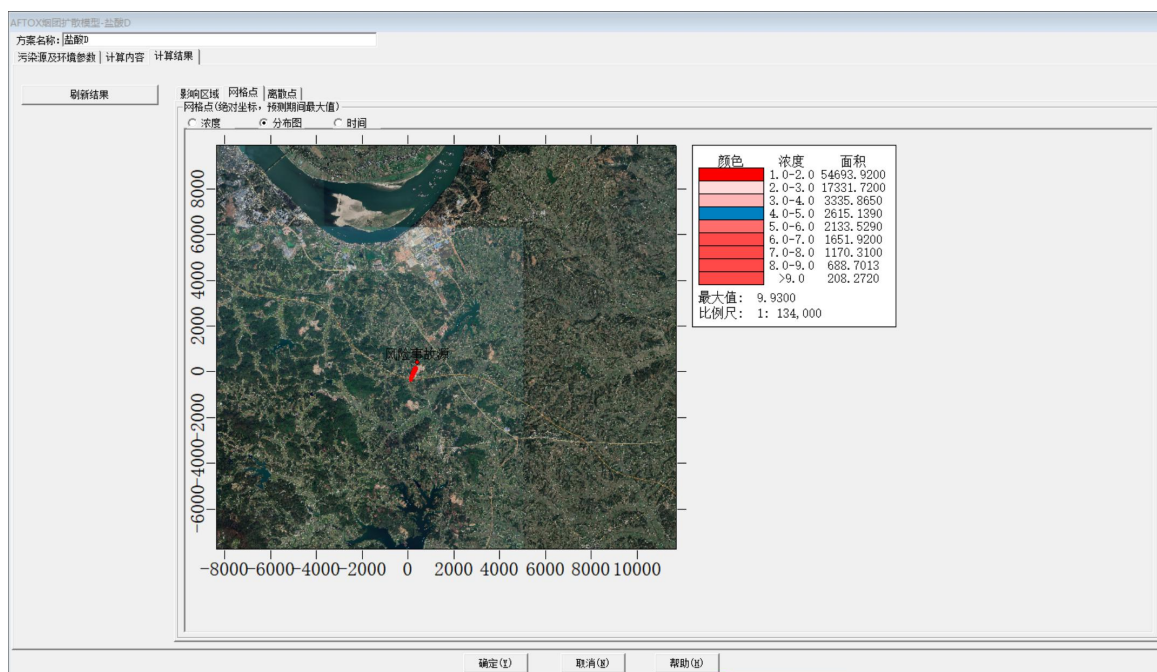 AFTOX烟团扩散模型-盐酸D
方案名称: 盐酸D
污染源及环境参数 计算内容 计算结果
刷新结果
影响区域 网格点 离散点
网格点(绝对坐标，预测期间最大值)
浓度 分布图 时间
颜色 浓度 面积
1.0-2.0 54693.9200
2.0-3.0 17331.7200
3.0-4.0 3335.8650
4.0-5.0 2615.1390
5.0-6.0 2133.5290
6.0-7.0 1651.9200
7.0-8.0 1170.3100
8.0-9.0 688.7013
>9.0 208.2720
最大值: 9.9300
比例尺: 1: 134,000
8000
6000
4000
2000
风险事故源
0
-2000
-4000
-6000
-8000 -6000 -4000 -2000 0 2000 4000 6000 8000 10000
确定(Y) 取消(N) 帮助(H)